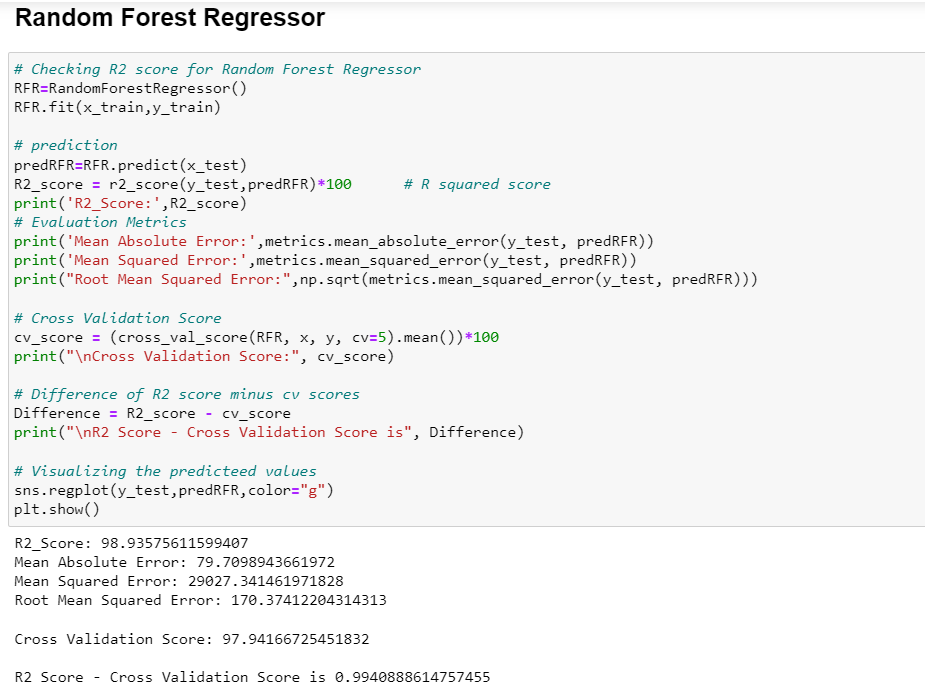 Random Forest Regressor
# Checking R2 score for Random Forest Regressor
RFR=RandomForestRegressor()
RFR.fit(x_train,y_train)
# prediction
predRFR=RFR.predict(x_test)
R2_score = r2_score(y_test,predRFR)*100      # R squared score
print('R2_Score:',R2_score)
# Evaluation Metrics
print('Mean Absolute Error:',metrics.mean_absolute_error(y_test, predRFR))
print('Mean Squared Error:',metrics.mean_squared_error(y_test, predRFR))
print("Root Mean Squared Error:",np.sqrt(metrics.mean_squared_error(y_test, predRFR)))
# Cross Validation Score
cv_score = (cross_val_score(RFR, x, y, cv=5).mean())*100
print("\nCross Validation Score:", cv_score)
# Difference of R2 score minus cv scores
Difference = R2_score - cv_score
print("\nR2 Score - Cross Validation Score is", Difference)
# Visualizing the predicteed values
sns.regplot(y_test,predRFR,color="g")
plt.show()
R2_Score: 98.93575611599407
Mean Absolute Error: 79.7098943661972
Mean Squared Error: 29027.341461971828
Root Mean Squared Error: 170.37412204314313
Cross Validation Score: 97.94166725451832
R2 Score - Cross Validation Score is 0.9940888614757455